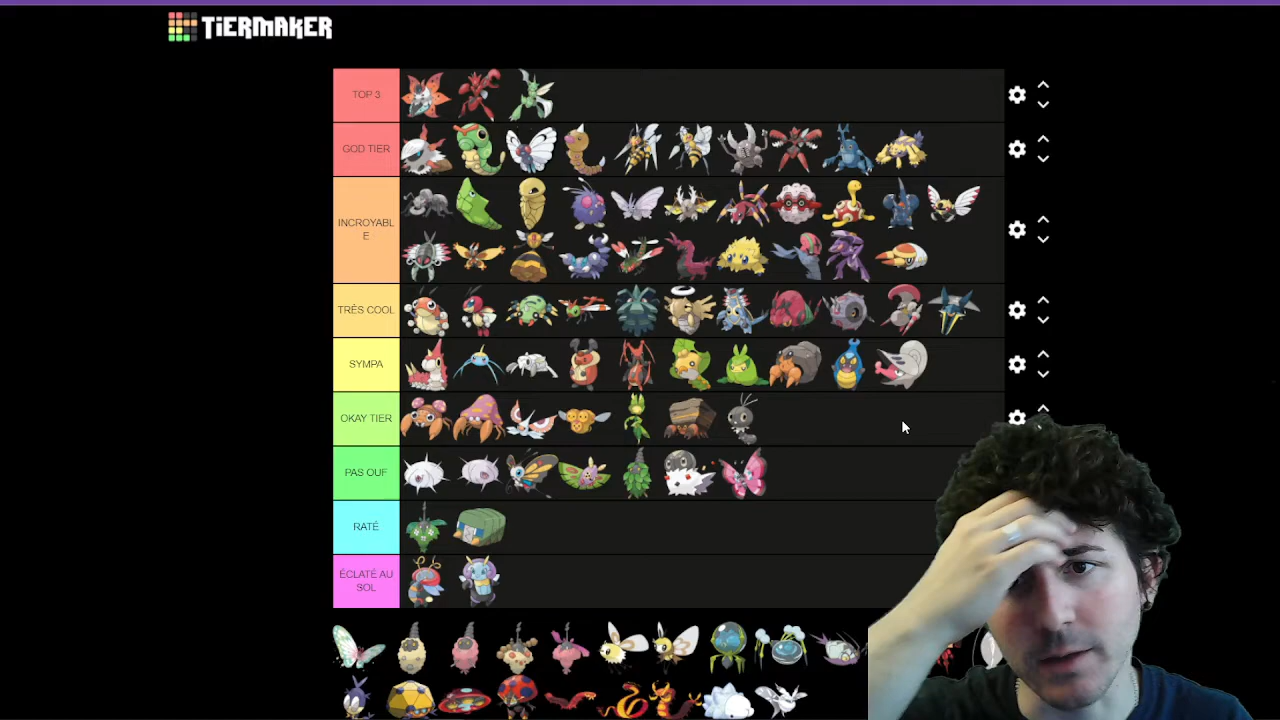 TiERMAKER
TOP 3
GOD TIER
INCROYABL
E
TRÈS COOL
SYMPA
OKAY TIER
PAS OUF
RATÉ
ÉCLATÉ AU
SOL